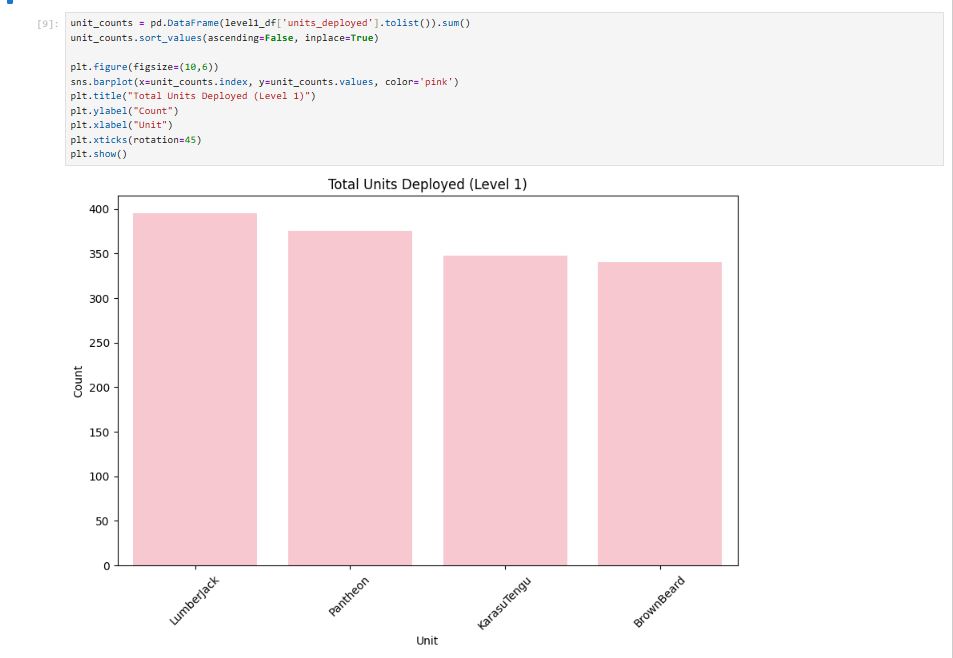 [9]:
unit_counts = pd.DataFrame(level1_df['units_deployed'].tolist()).sum()
unit_counts.sort_values(ascending=False, inplace=True)
plt.figure(figsize=(10,6))
sns.barplot(x=unit_counts.index, y=unit_counts.values, color='pink')
plt.title("Total Units Deployed (Level 1)")
plt.ylabel("Count")
plt.xlabel("Unit")
plt.xticks(rotation=45)
plt.show()
Total Units Deployed (Level 1)
400
350
300
250
200
150
100
50
0
Count
LumberJack
Pantheon
KarasuTengu
BrownBeard
Unit